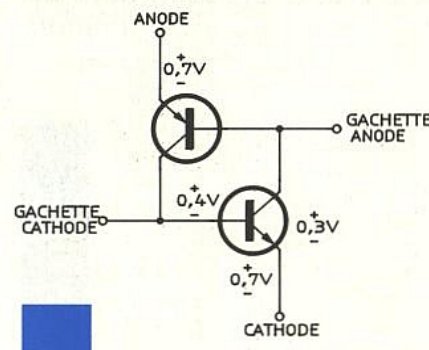 ANODE
+
0,7V
-
GACHETTE
ANODE
+
0,4V
-
GACHETTE
CATHODE
+
0,3V
-
+
0,7V
-
CATHODE